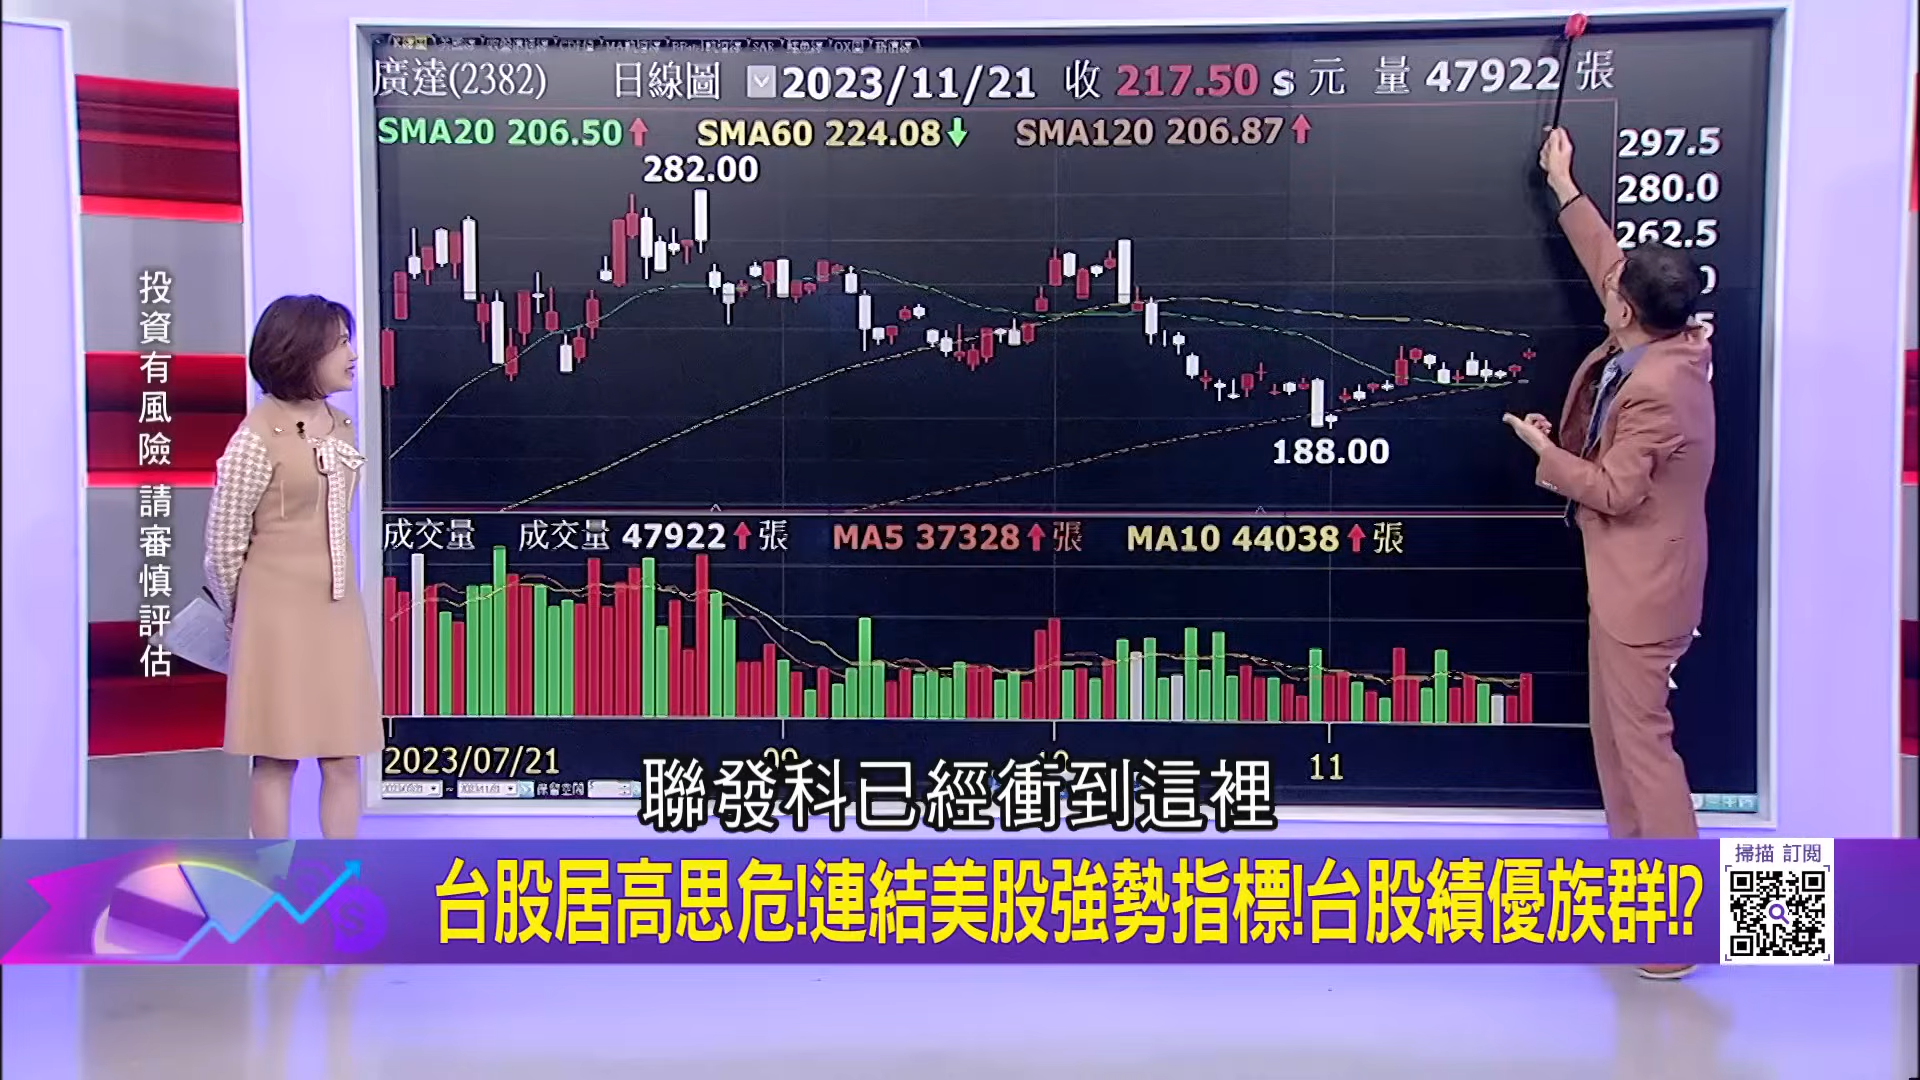 廣達(2382) 日線圖 2023/11/21 收 217.50 s 元 量 47922 張
SMA20 206.50↑ SMA60 224.08↓ SMA120 206.87↑
282.00
297.5
280.0
262.5
188.00
成交量 成交量 47922↑張 MA5 37328↑張 MA10 44038↑張
2023/07/21
11
保留空間
投資有風險 請審慎評估
聯發科已經衝到這裡
台股居高思危!連結美股強勢指標!台股績優族群!?
掃描 訂閱